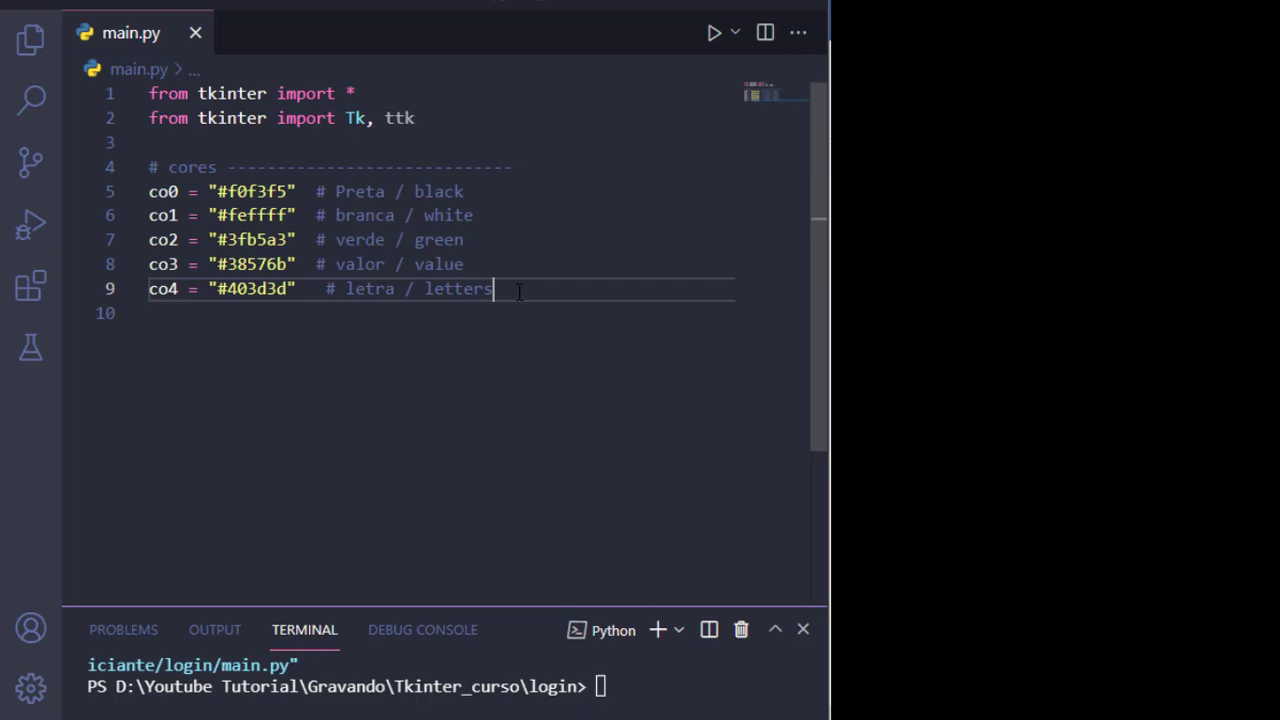 main.py
main.py > ...
1 from tkinter import *
2 from tkinter import Tk, ttk
3
4 # cores -----------------------------
5 co0 = "#f0f3f5"  # Preta / black
6 co1 = "#feffff"  # branca / white
7 co2 = "#3fb5a3"  # verde / green
8 co3 = "#38576b"  # valor / value
9 co4 = "#403d3d"   # letra / letters
10
PROBLEMS OUTPUT TERMINAL DEBUG CONSOLE Python
iciante/login/main.py"
PS D:\Youtube Tutorial\Gravando\Tkinter_curso\login>